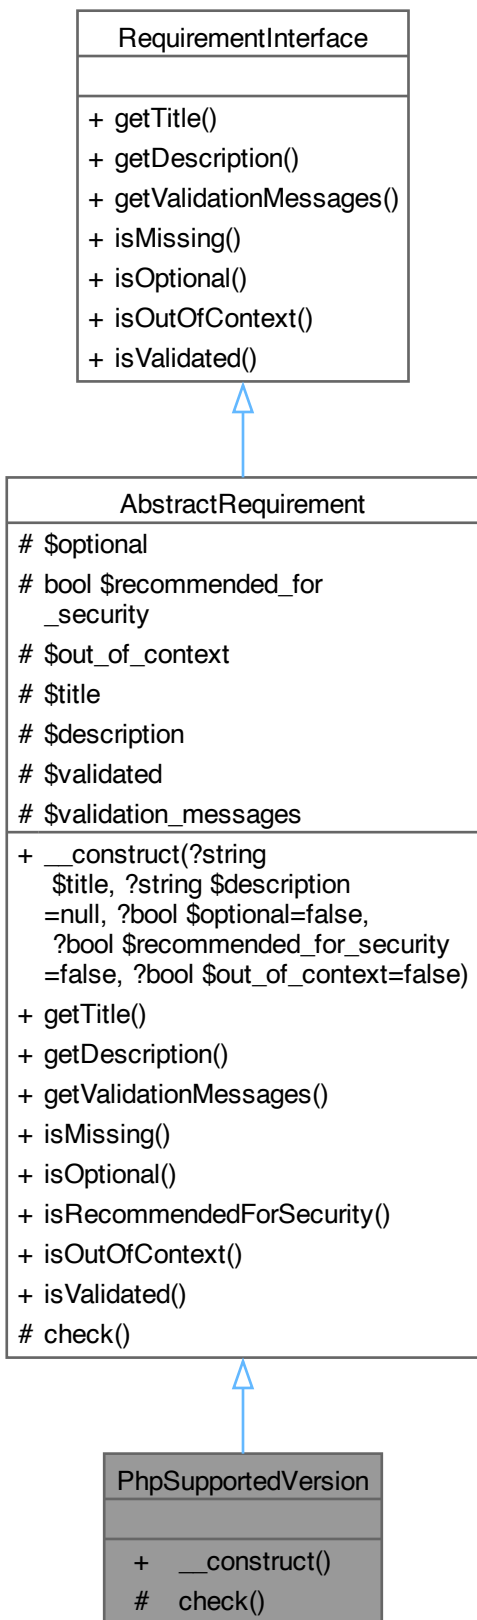 RequirementInterface
+ getTitle()
+ getDescription()
+ getValidationMessages()
+ isMissing()
+ isOptional()
+ isOutOfContext()
+ isValidated()
AbstractRequirement
# $optional
# bool $recommended_for
_security
# $out_of_context
# $title
# $description
# $validated
# $validation_messages
+ __construct(?string
$title, ?string $description
=null, ?bool $optional=false,
?bool $recommended_for_security
=false, ?bool $out_of_context=false)
+ getTitle()
+ getDescription()
+ getValidationMessages()
+ isMissing()
+ isOptional()
+ isRecommendedForSecurity()
+ isOutOfContext()
+ isValidated()
# check()
PhpSupportedVersion
+ __construct()
# check()